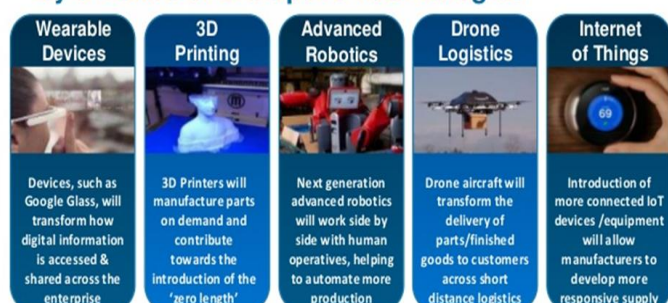 Wearable
Devices
Devices, such as
Google Glass, will
transform how
digital information
is accessed &
shared across the
enterprise
3D
Printing
3D Printers will
manufacture parts
on demand and
contribute
towards the
introduction of the
'zero length'
Advanced
Robotics
Next generation
advanced robotics
will work side by
side with human
operatives, helping
to automate more
production
Drone
Logistics
Drone aircraft will
transform the
delivery of
parts/finished
goods to customers
across short
distance logistics
Internet
of Things
69
Introduction of
more connected IoT
devices /equipment
will allow
manufacturers to
develop more
responsive supply